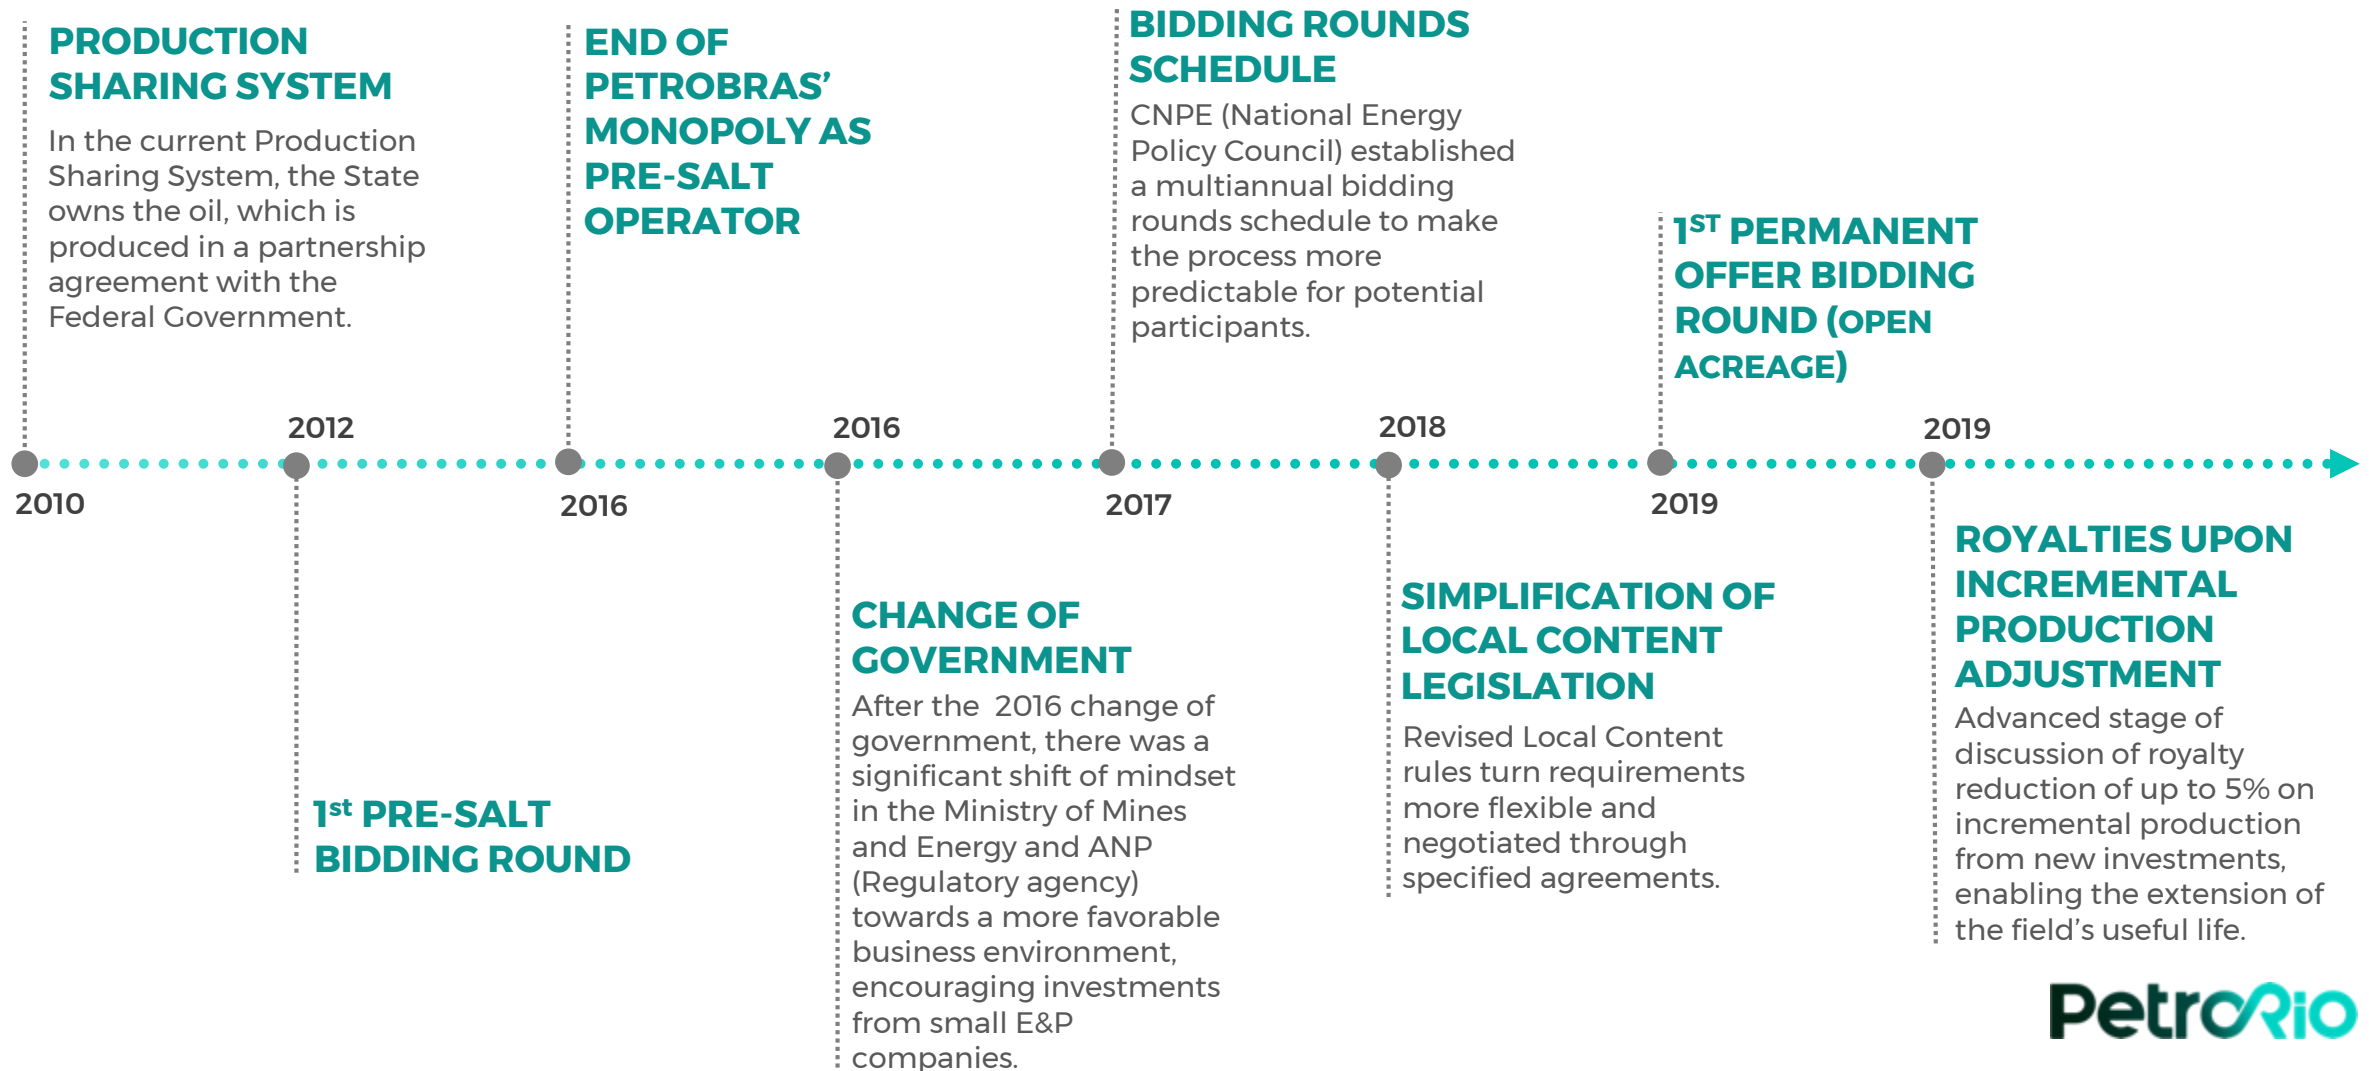 PRODUCTION
SHARING SYSTEM
In the current Production
Sharing System, the State
owns the oil, which is
produced in a partnership
agreement with the
Federal Government.
2010
2012
1st PRE-SALT
BIDDING ROUND
END OF
PETROBRAS’
MONOPOLY AS
PRE-SALT
OPERATOR
2016
2016
CHANGE OF
GOVERNMENT
After the 2016 change of
government, there was a
significant shift of mindset
in the Ministry of Mines
and Energy and ANP
(Regulatory agency)
towards a more favorable
business environment,
encouraging investments
from small E&P
companies.
BIDDING ROUNDS
SCHEDULE
CNPE (National Energy
Policy Council) established
a multiannual bidding
rounds schedule to make
the process more
predictable for potential
participants.
2017
2018
SIMPLIFICATION OF
LOCAL CONTENT
LEGISLATION
Revised Local Content
rules turn requirements
more flexible and
negotiated through
specified agreements.
1ST PERMANENT
OFFER BIDDING
ROUND (OPEN
ACREAGE)
2019
2019
ROYALTIES UPON
INCREMENTAL
PRODUCTION
ADJUSTMENT
Advanced stage of
discussion of royalty
reduction of up to 5% on
incremental production
from new investments,
enabling the extension of
the field’s useful life.
PetroRio